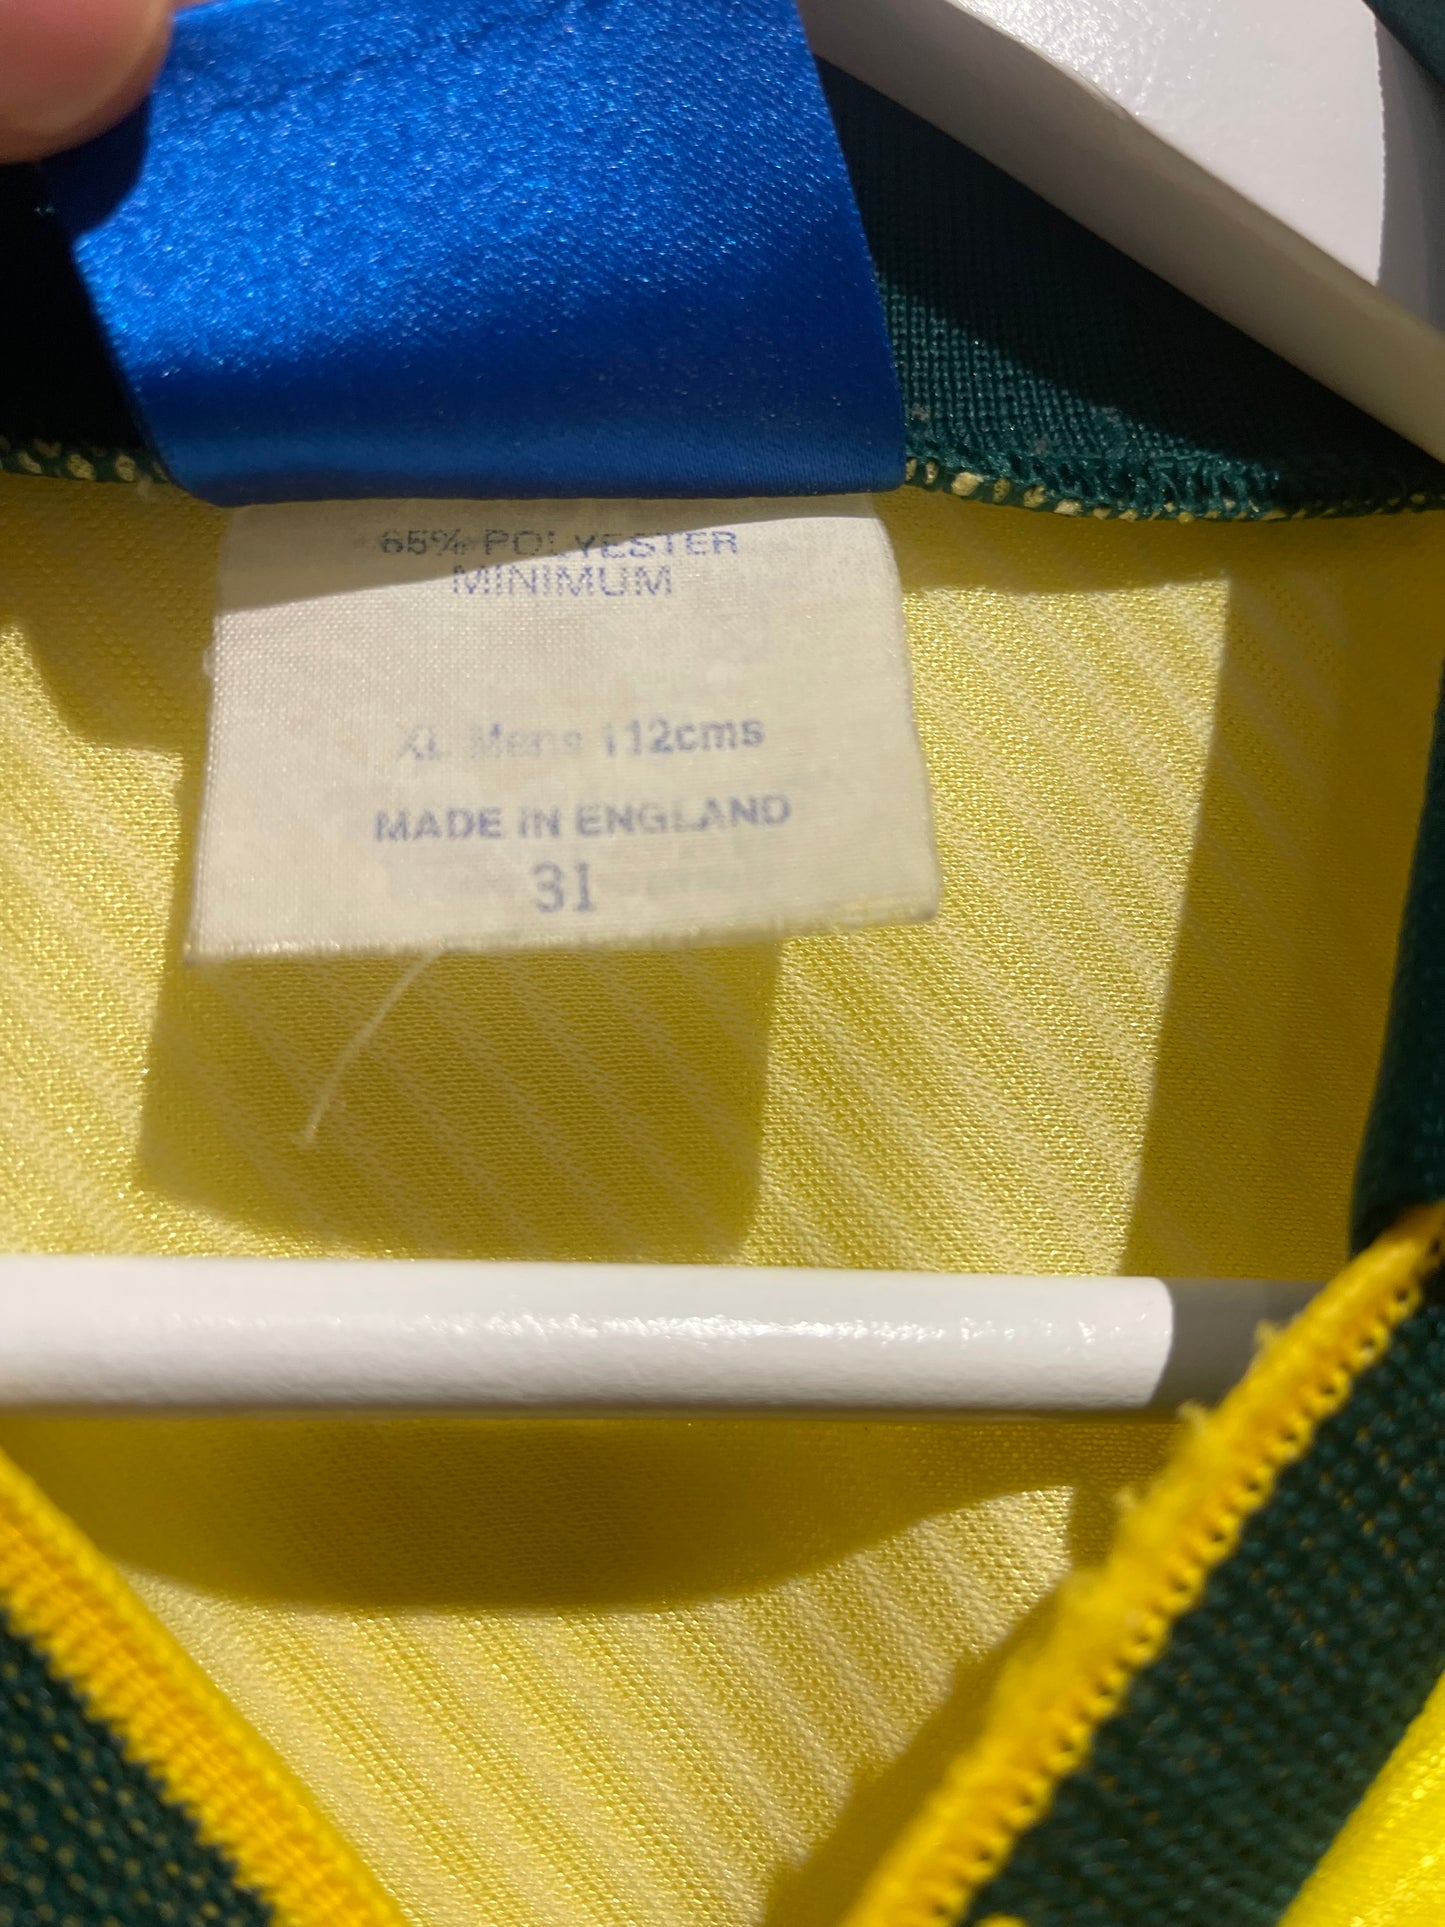 65% POLYESTER
MINIMUM
XL Mens 112cms
MADE IN ENGLAND
31